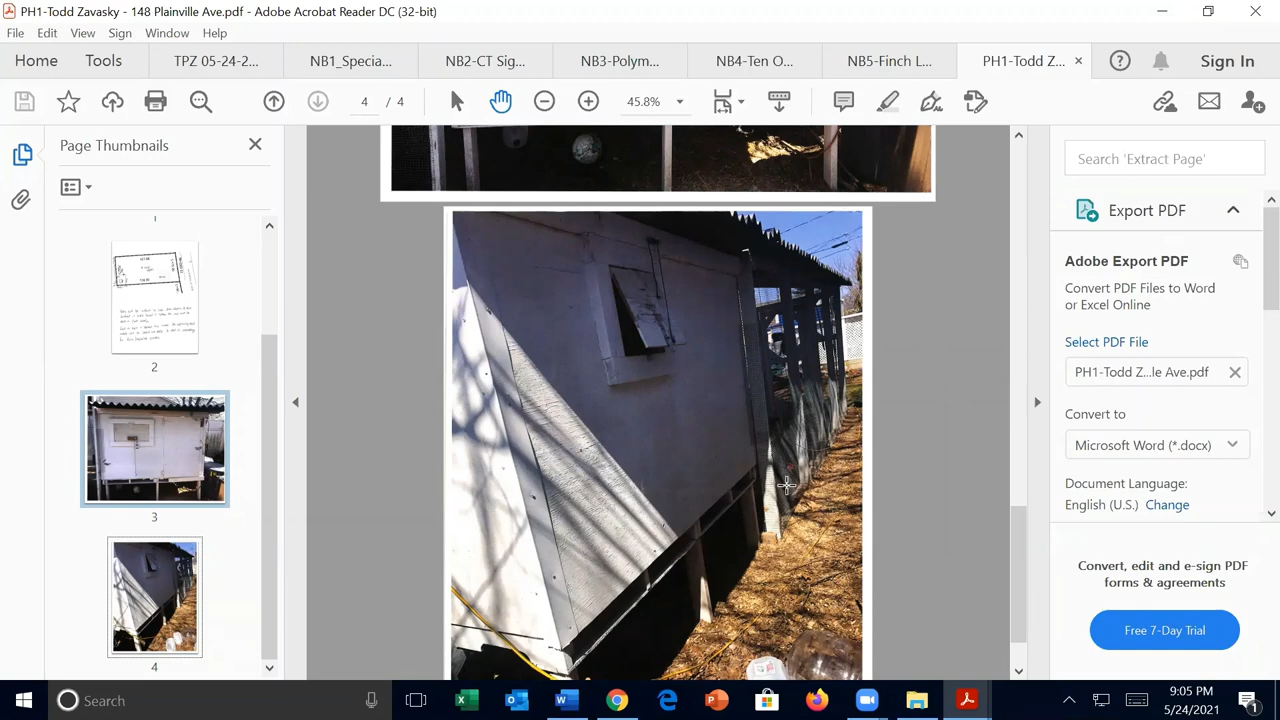 PH1-Todd Zavasky - 148 Plainville Ave.pdf - Adobe Acrobat Reader DC (32-bit)
File Edit View Sign Window Help
Home Tools TPZ 05-24-2... NB1_Specia... NB2-CT Sig... NB3-Polym... NB4-Ten O... NB5-Finch L... PH1-Todd Z... Sign In
4 / 4 45.8%
Page Thumbnails
1
2
3
4
Search 'Extract Page'
Export PDF
Adobe Export PDF
Convert PDF Files to Word
or Excel Online
Select PDF File
PH1-Todd Z...le Ave.pdf
Convert to
Microsoft Word (*.docx)
Document Language:
English (U.S.) Change
Convert, edit and e-sign PDF
forms & agreements
Free 7-Day Trial
Search
9:05 PM
5/24/2021
1